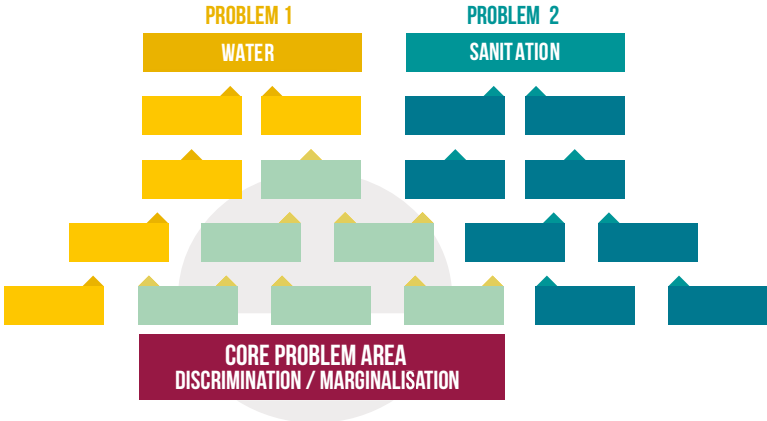 PROBLEM 1
PROBLEM 2
WATER
SANITATION
CORE PROBLEM AREA
DISCRIMINATION / MARGINALISATION